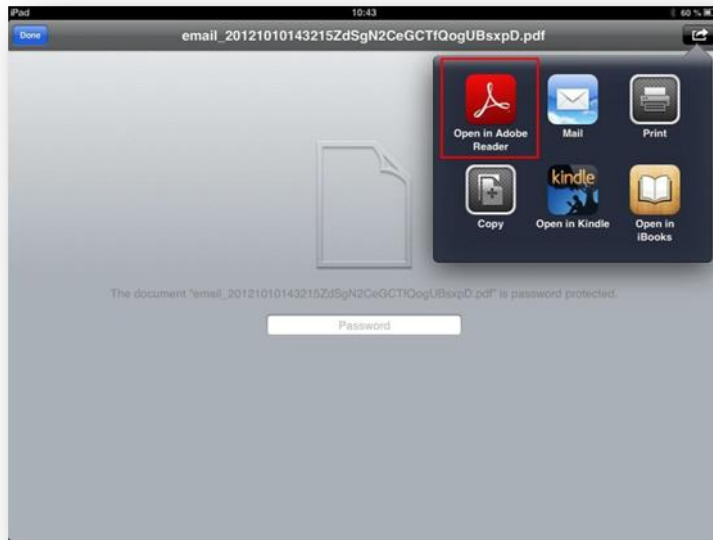 iPad
10:43
60 %
Done
email_20121010143215ZdSgN2CeGCTfQogUBsxpD.pdf
Open in Adobe
Reader
Mail
Print
Copy
kindle
Open in Kindle
Open in
iBooks
The document "email_20121010143215ZdSgN2CeGCTfQogUBsxpD.pdf" is password protected.
Password